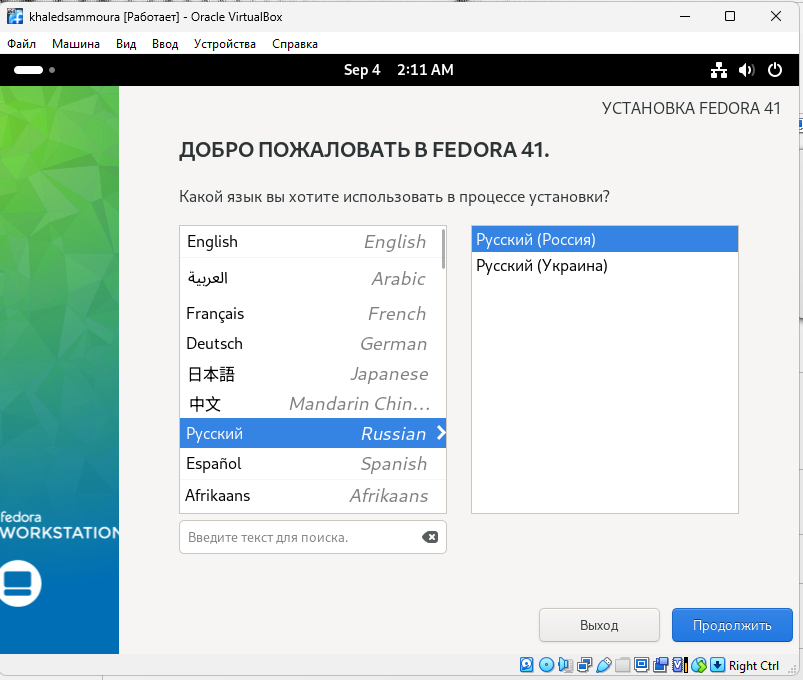 khaledsammoura [Работает] - Oracle VirtualBox
Файл Машина Вид Ввод Устройства Справка
Sep 4 2:11 AM
УСТАНОВКА FEDORA 41
ДОБРО ПОЖАЛОВАТЬ В FEDORA 41.
Какой язык вы хотите использовать в процессе установки?
English English
العربية Arabic
Français French
Deutsch German
日本語 Japanese
中文 Mandarin Chin...
Русский Russian
Español Spanish
Afrikaans Afrikaans
Русский (Россия)
Русский (Украина)
Введите текст для поиска.
fedora
WORKSTATION
Выход Продолжить
Right Ctrl